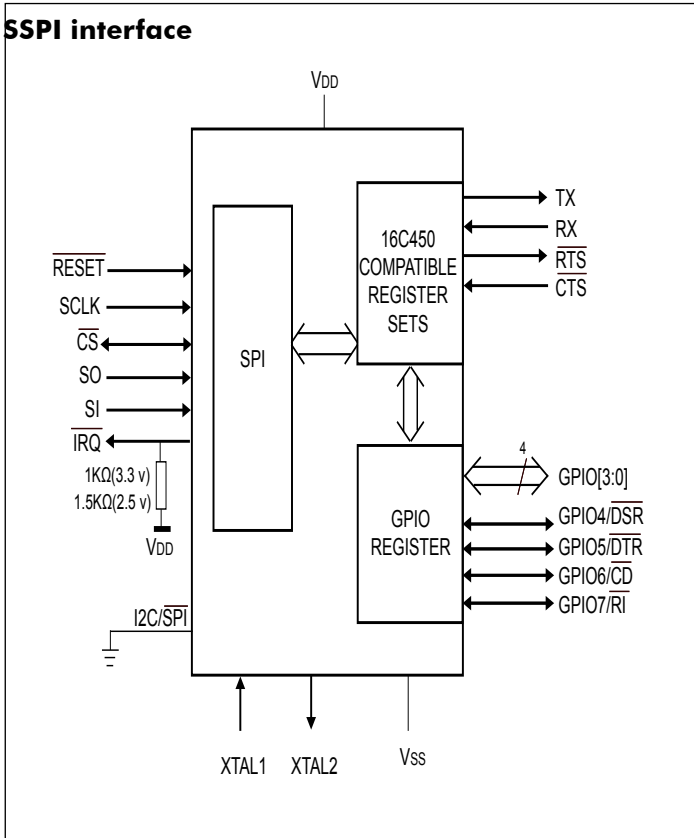 SSPI interface
VDD
TX
RX
RTS
CTS
16C450
COMPATIBLE
REGISTER
SETS
RESET
SCLK
CS
SO
SI
IRQ
SPI
1KΩ(3.3 v)
1.5KΩ(2.5 v)
VDD
4
GPIO[3:0]
GPIO4/DSR
GPIO5/DTR
GPIO6/CD
GPIO7/RI
GPIO
REGISTER
I2C/SPI
XTAL1
XTAL2
VSS